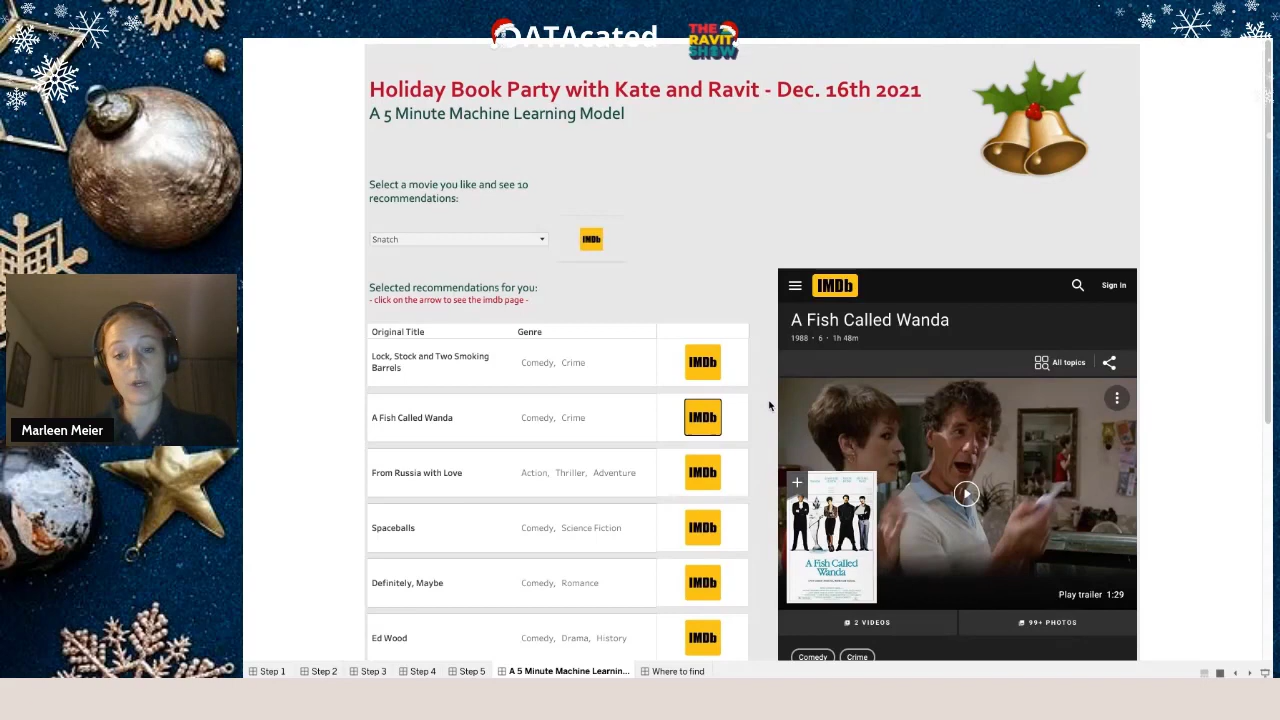 DATAcated
THE
RAVIT
SHOW
Holiday Book Party with Kate and Ravit - Dec. 16th 2021
A 5 Minute Machine Learning Model
Select a movie you like and see 10
recommendations:
Snatch
IMDb
Selected recommendations for you:
- click on the arrow to see the imdb page -
Original Title Genre
Lock, Stock and Two Smoking
Barrels
Comedy, Crime
IMDb
A Fish Called Wanda Comedy, Crime IMDb
From Russia with Love Action, Thriller, Adventure IMDb
Spaceballs Comedy, Science Fiction IMDb
Definitely, Maybe Comedy, Romance IMDb
Ed Wood Comedy, Drama, History IMDb
IMDb Sign In
A Fish Called Wanda
1988 · 6 · 1h 48m
All topics
A Fish Called
Wanda
Play trailer 1:29
2 VIDEOS 99+ PHOTOS
Comedy Crime
Marleen Meier
Step 1 Step 2 Step 3 Step 4 Step 5 A 5 Minute Machine Learnin... Where to find